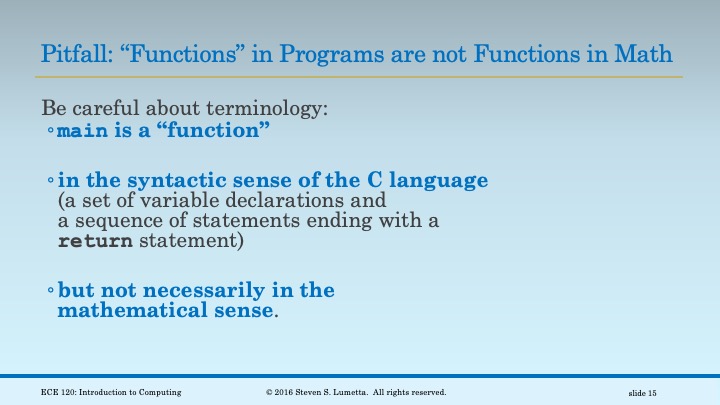 Pitfall: “Functions” in Programs are not Functions in Math
Be careful about terminology:
◦main is a “function”
◦in the syntactic sense of the C language
(a set of variable declarations and
a sequence of statements ending with a
return statement)
◦but not necessarily in the
mathematical sense.
ECE 120: Introduction to Computing © 2016 Steven S. Lumetta. All rights reserved. slide 15